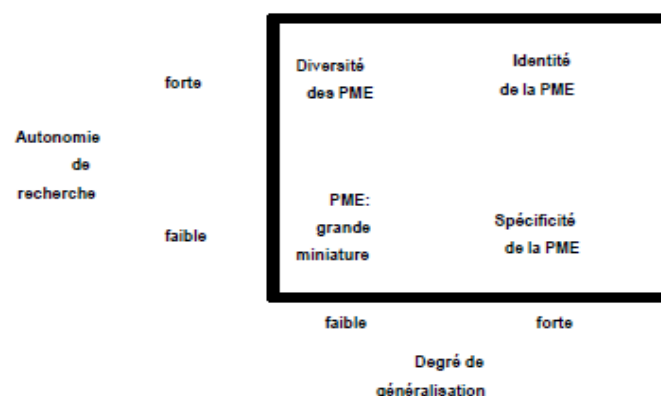 forte
Diversité
des PME
Identité
de la PME
Autonomie
de
recherche
faible
PME:
grande
miniature
Spécificité
de la PME
faible
forte
Degré de
généralisation